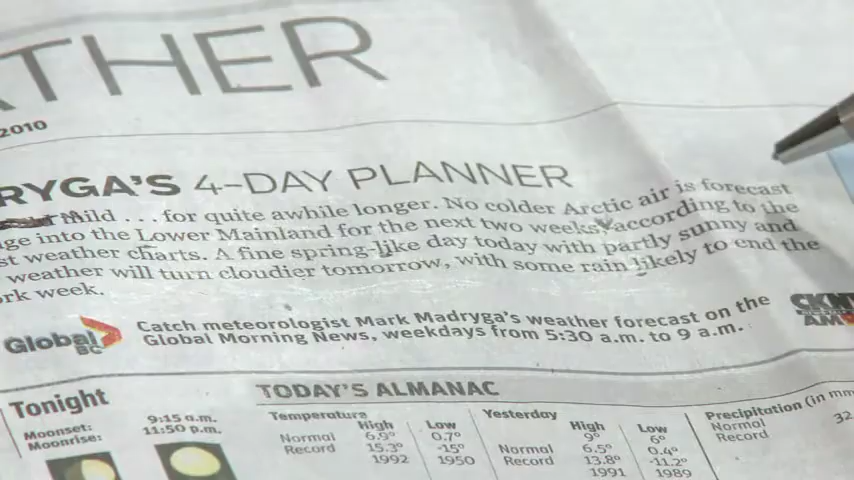 THER
2010
RYGA'S 4-DAY PLANNER
Mild . . . for quite awhile longer. No colder Arctic air is forecast
ge into the Lower Mainland for the next two weeks, according to the
st weather charts. A fine spring-like day today with partly sunny and
weather will turn cloudier tomorrow, with some rain likely to end the
rk week.
Global
BC
Catch meteorologist Mark Madryga's weather forecast on the
Global Morning News, weekdays from 5:30 a.m. to 9 a.m.
CKN
AM
Tonight
Moonset: 9:15 a.m.
Moonrise: 11:50 p.m.
TODAY'S ALMANAC
Temperature High Low
Normal 6.9° 0.7°
Record 15.3° -15°
1992 1950
Yesterday High Low
9° 6°
Normal 6.5° 0.4°
Record 13.8° -11.2°
1991 1989
Precipitation (in mm
Normal
Record 32